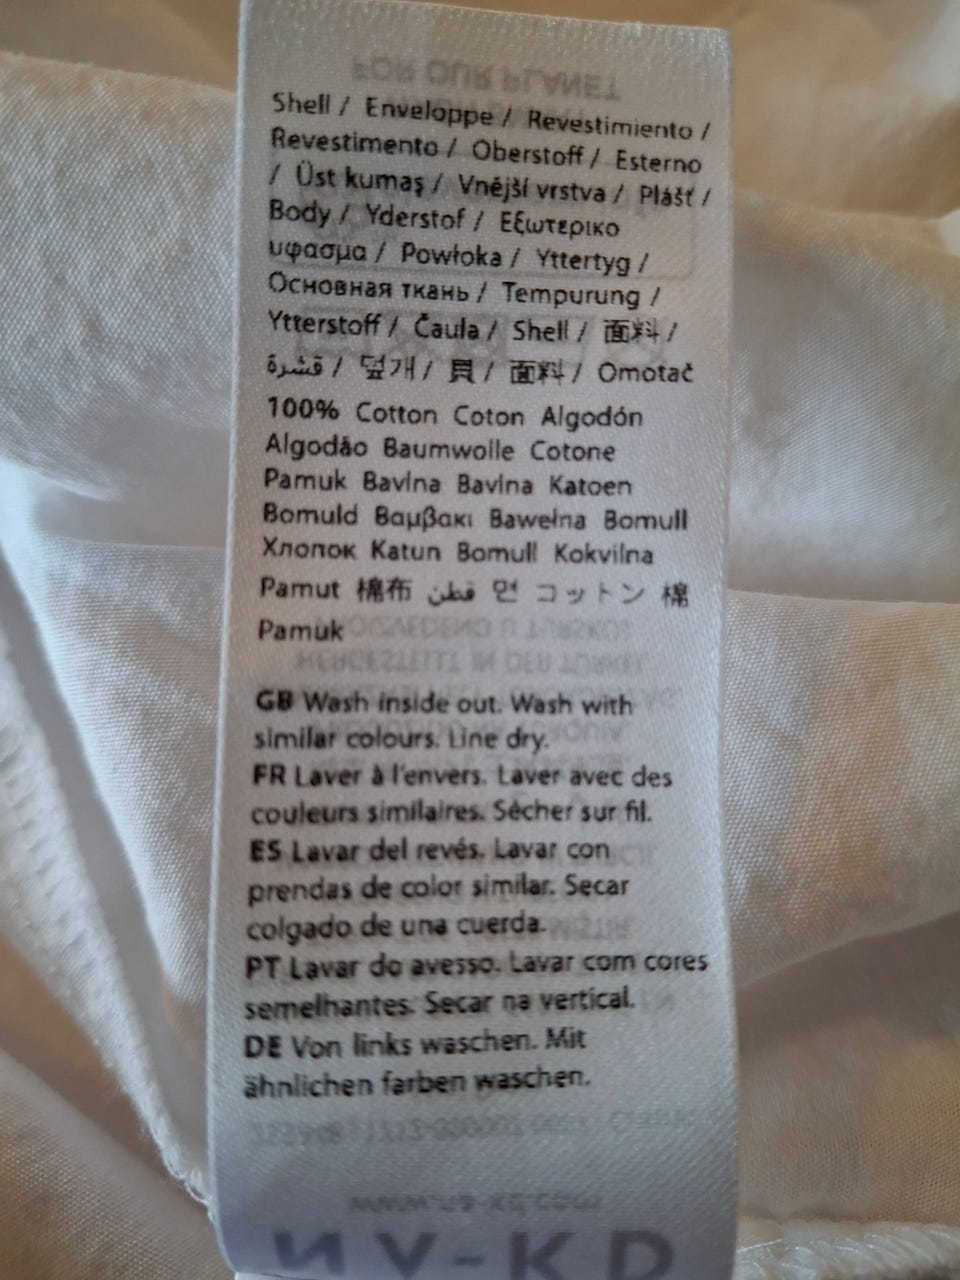 Shell / Enveloppe / Revestimiento /
Revestimento / Oberstoff / Esterno
/ Üst kumaş / Vnější vrstva / Plášť /
Body / Yderstof / Εξωτερικο
υφασμα / Powłoka / Yttertyg /
Основная ткань / Tempurung /
Ytterstoff / Čaula / Shell / 面料 /
قشرة / 덮개 / 貝 / 面料 / Omotač
100% Cotton Coton Algodón
Algodão Baumwolle Cotone
Pamuk Bavlna Bavlna Katoen
Bomuld Βαμβακι Bawełna Bomull
Хлопок Katun Bomull Kokvilna
Pamut 棉布 قطن 면 コットン 棉
Pamuk
GB Wash inside out. Wash with
similar colours. Line dry.
FR Laver à l'envers. Laver avec des
couleurs similaires. Sécher sur fil.
ES Lavar del revés. Lavar con
prendas de color similar. Secar
colgado de una cuerda.
PT Lavar do avesso. Lavar com cores
semelhantes. Secar na vertical.
DE Von links waschen. Mit
ähnlichen farben waschen.